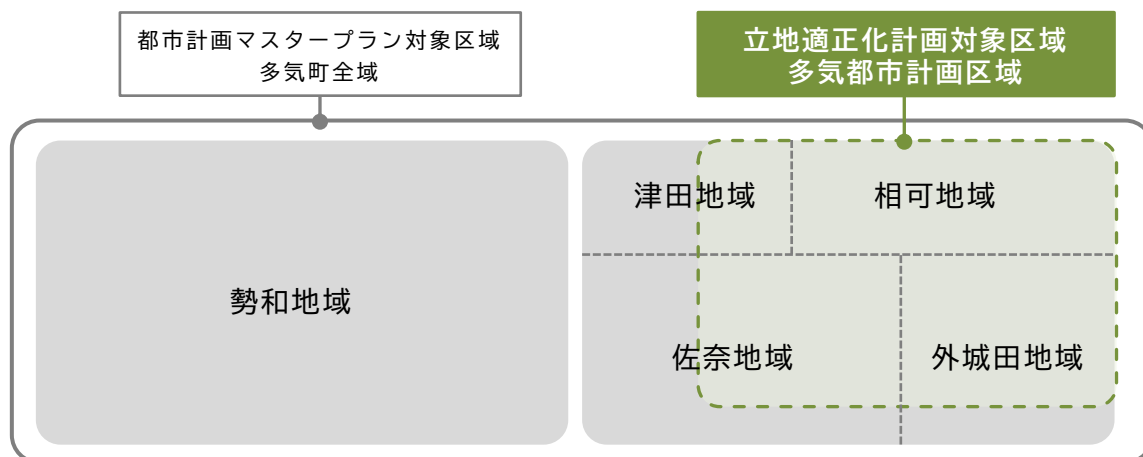 都市計画マスタープラン対象区域
多気町全域
立地適正化計画対象区域
多気都市計画区域
津田地域
相可地域
勢和地域
佐奈地域
外城田地域